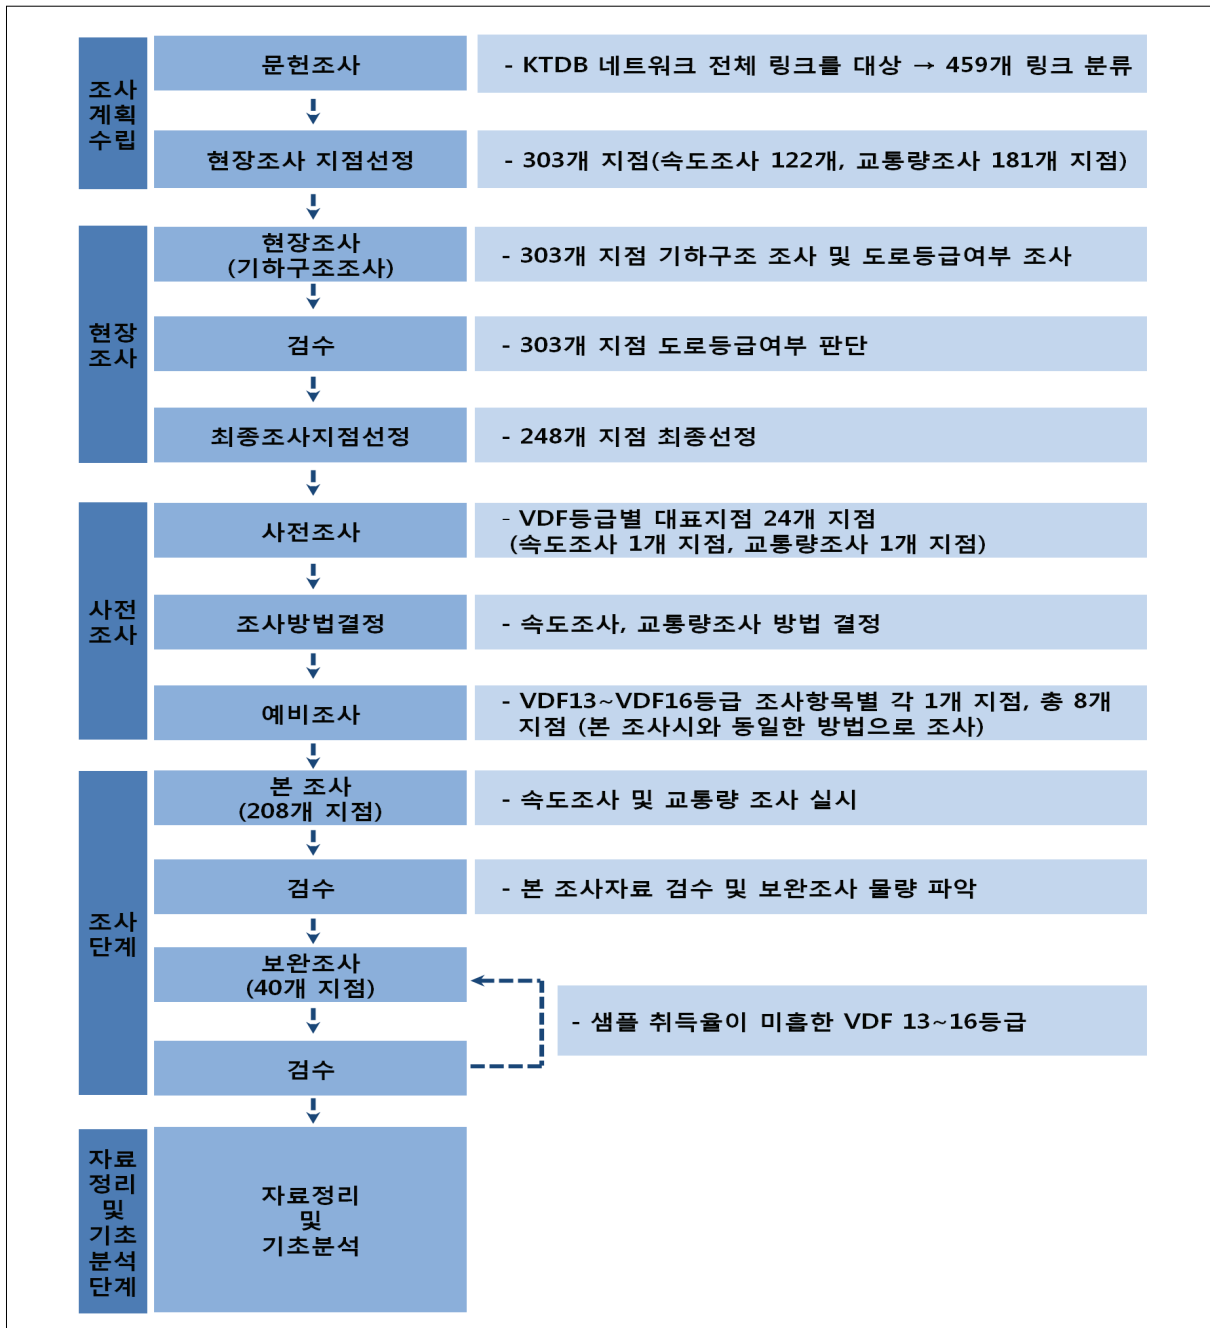 조사
계획
수립
문헌조사
- KTDB 네트워크 전체 링크를 대상 → 459개 링크 분류
현장조사 지점선정
- 303개 지점(속도조사 122개, 교통량조사 181개 지점)
현장
조사
현장조사
(기하구조조사)
- 303개 지점 기하구조 조사 및 도로등급여부 조사
검수
- 303개 지점 도로등급여부 판단
최종조사지점선정
- 248개 지점 최종선정
사전
조사
사전조사
- VDF등급별 대표지점 24개 지점
(속도조사 1개 지점, 교통량조사 1개 지점)
조사방법결정
- 속도조사, 교통량조사 방법 결정
예비조사
- VDF13~VDF16등급 조사항목별 각 1개 지점, 총 8개
지점 (본 조사시와 동일한 방법으로 조사)
조사
단계
본 조사
(208개 지점)
- 속도조사 및 교통량 조사 실시
검수
- 본 조사자료 검수 및 보완조사 물량 파악
보완조사
(40개 지점)
- 샘플 취득율이 미흡한 VDF 13~16등급
검수
자료
정리
및
기초
분석
단계
자료정리
및
기초분석